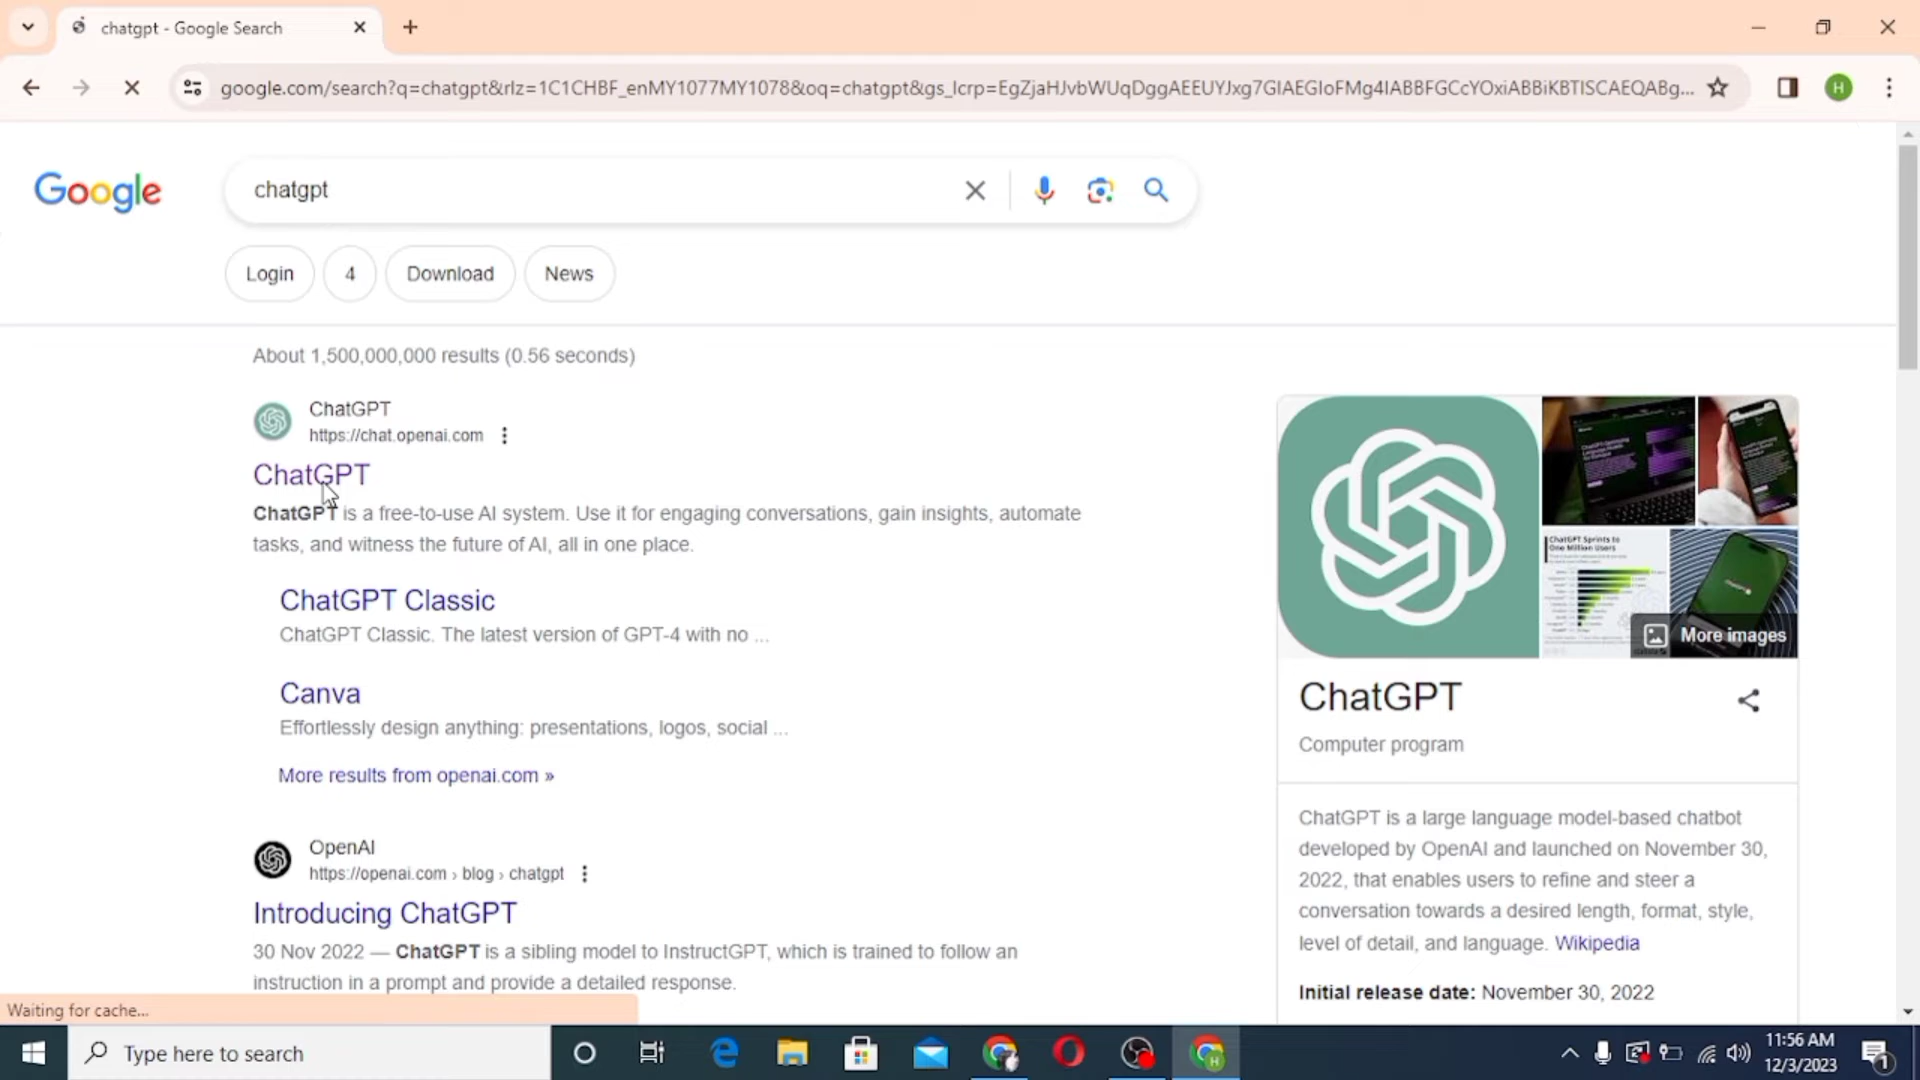 chatgpt - Google Search
google.com/search?q=chatgpt&rlz=1C1CHBF_enMY1077MY1078&oq=chatgpt&gs_lcrp=EgZjaHJvbWUqDggAEEUYJxg7GIAEGIoFMg4IABBFGCcYOxiABBiKBTISCAEQABg...
H
Google
chatgpt
Login
4
Download
News
About 1,500,000,000 results (0.56 seconds)
ChatGPT
https://chat.openai.com
ChatGPT
ChatGPT is a free-to-use AI system. Use it for engaging conversations, gain insights, automate
tasks, and witness the future of AI, all in one place.
ChatGPT Classic
ChatGPT Classic. The latest version of GPT-4 with no ...
Canva
Effortlessly design anything: presentations, logos, social ...
More results from openai.com »
OpenAI
https://openai.com › blog › chatgpt
Introducing ChatGPT
30 Nov 2022 — ChatGPT is a sibling model to InstructGPT, which is trained to follow an
instruction in a prompt and provide a detailed response.
ChatGPT Sprints to
One Million Users
More images
ChatGPT
Computer program
ChatGPT is a large language model-based chatbot
developed by OpenAI and launched on November 30,
2022, that enables users to refine and steer a
conversation towards a desired length, format, style,
level of detail, and language. Wikipedia
Initial release date: November 30, 2022
Waiting for cache...
Type here to search
H
11:56 AM
12/3/2023
1